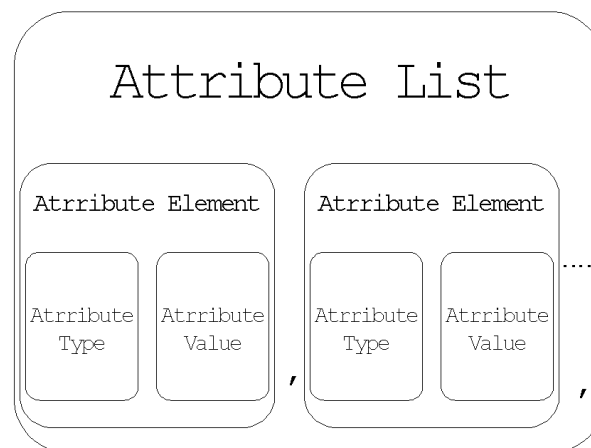 Attribute List
Atrribute Element
Atrribute Element
Atrribute
Type
Atrribute
Value
,
Atrribute
Type
Atrribute
Value
.....
,